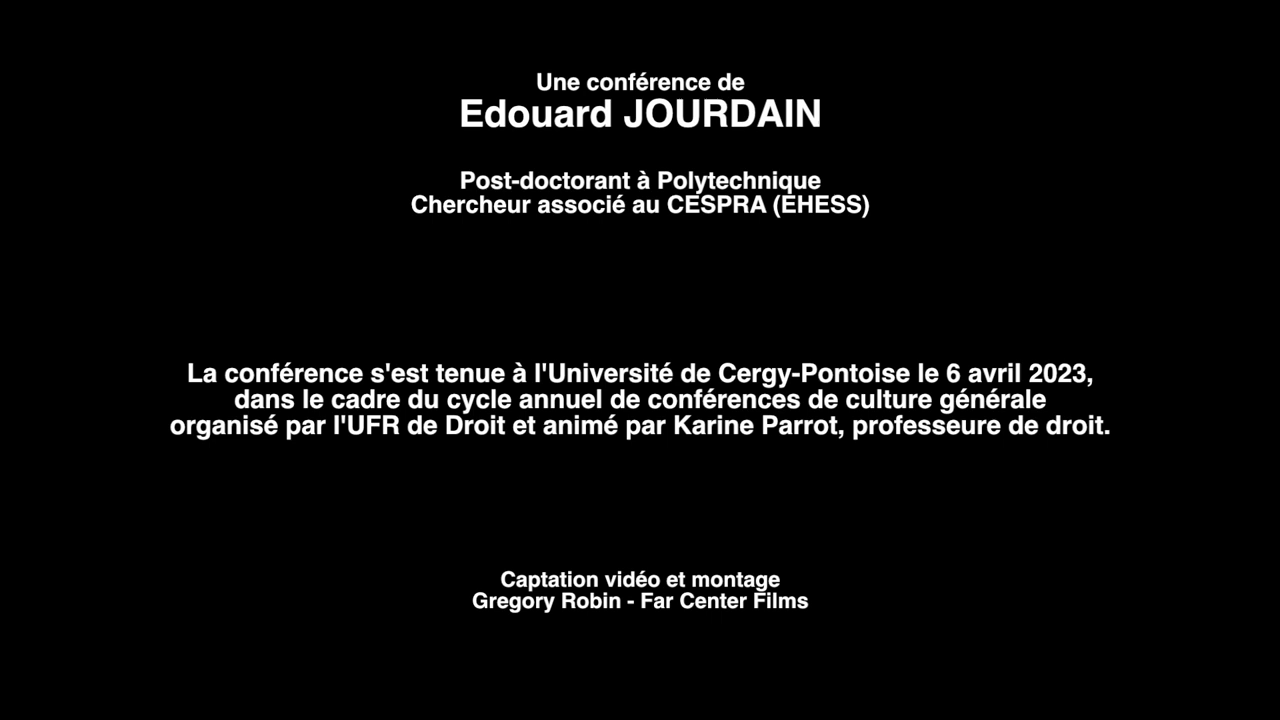 Une conférence de
Edouard JOURDAIN
Post-doctorant à Polytechnique
Chercheur associé au CESPRA (EHESS)
La conférence s'est tenue à l'Université de Cergy-Pontoise le 6 avril 2023,
dans le cadre du cycle annuel de conférences de culture générale
organisé par l'UFR de Droit et animé par Karine Parrot, professeure de droit.
Captation vidéo et montage
Gregory Robin - Far Center Films